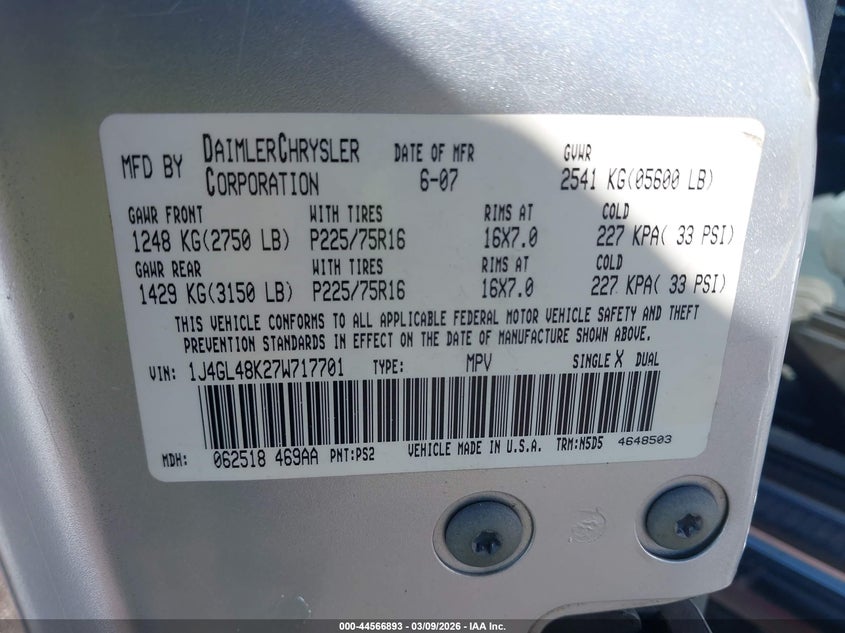 MFD BY DAIMLERCHRYSLER CORPORATION DATE OF MFR 6-07 GVWR 2541 KG(05600 LB)
GAWR FRONT WITH TIRES RIMS AT COLD
1248 KG(2750 LB) P225/75R16 16X7.0 227 KPA( 33 PSI)
GAWR REAR WITH TIRES RIMS AT COLD
1429 KG(3150 LB) P225/75R16 16X7.0 227 KPA( 33 PSI)
THIS VEHICLE CONFORMS TO ALL APPLICABLE FEDERAL MOTOR VEHICLE SAFETY AND THEFT
PREVENTION STANDARDS IN EFFECT ON THE DATE OF MANUFACTURE SHOWN ABOVE.
VIN: 1J4GL48K27W717701 TYPE: MPV SINGLE X DUAL
MDH: 062518 469AA PNT:PS2 VEHICLE MADE IN U.S.A. TRM:N5D5 4648503
000-44566893 - 03/09/2026 - IAA Inc.